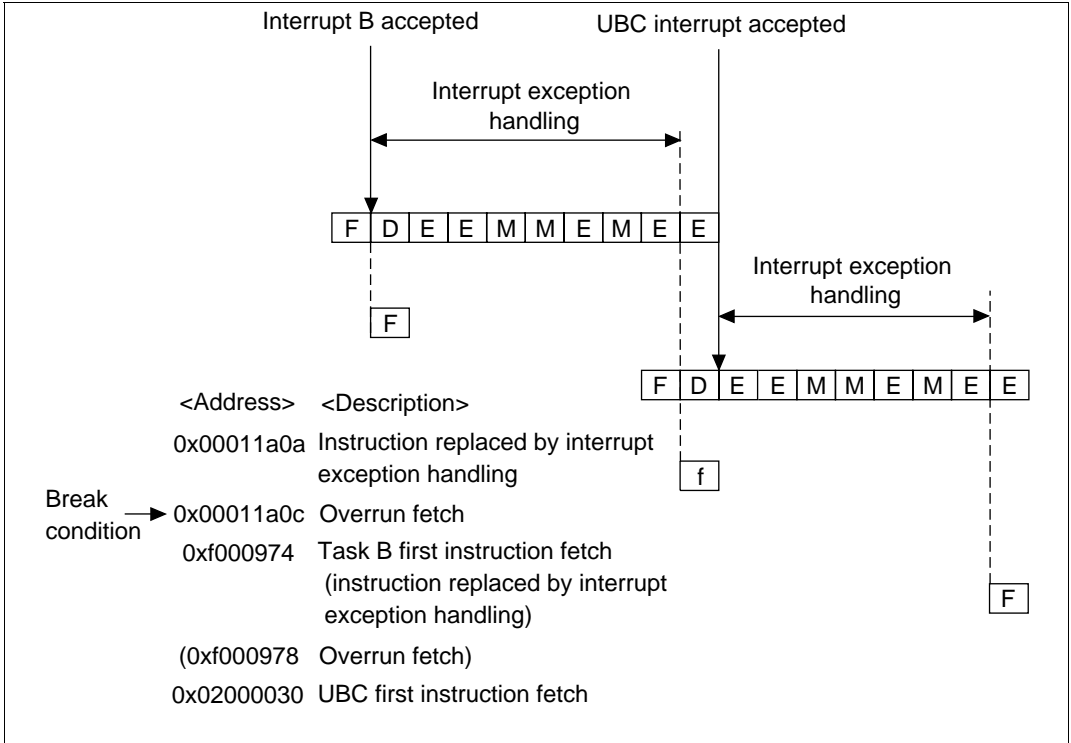 Interrupt B accepted
UBC interrupt accepted
Interrupt exception
handling
F D E E M M E M E E
Interrupt exception
handling
F
F D E E M M E M E E
<Address> <Description>
0x00011a0a Instruction replaced by interrupt
exception handling
f
Break
condition
0x00011a0c Overrun fetch
0xf000974 Task B first instruction fetch
(instruction replaced by interrupt
exception handling)
F
(0xf000978 Overrun fetch)
0x02000030 UBC first instruction fetch